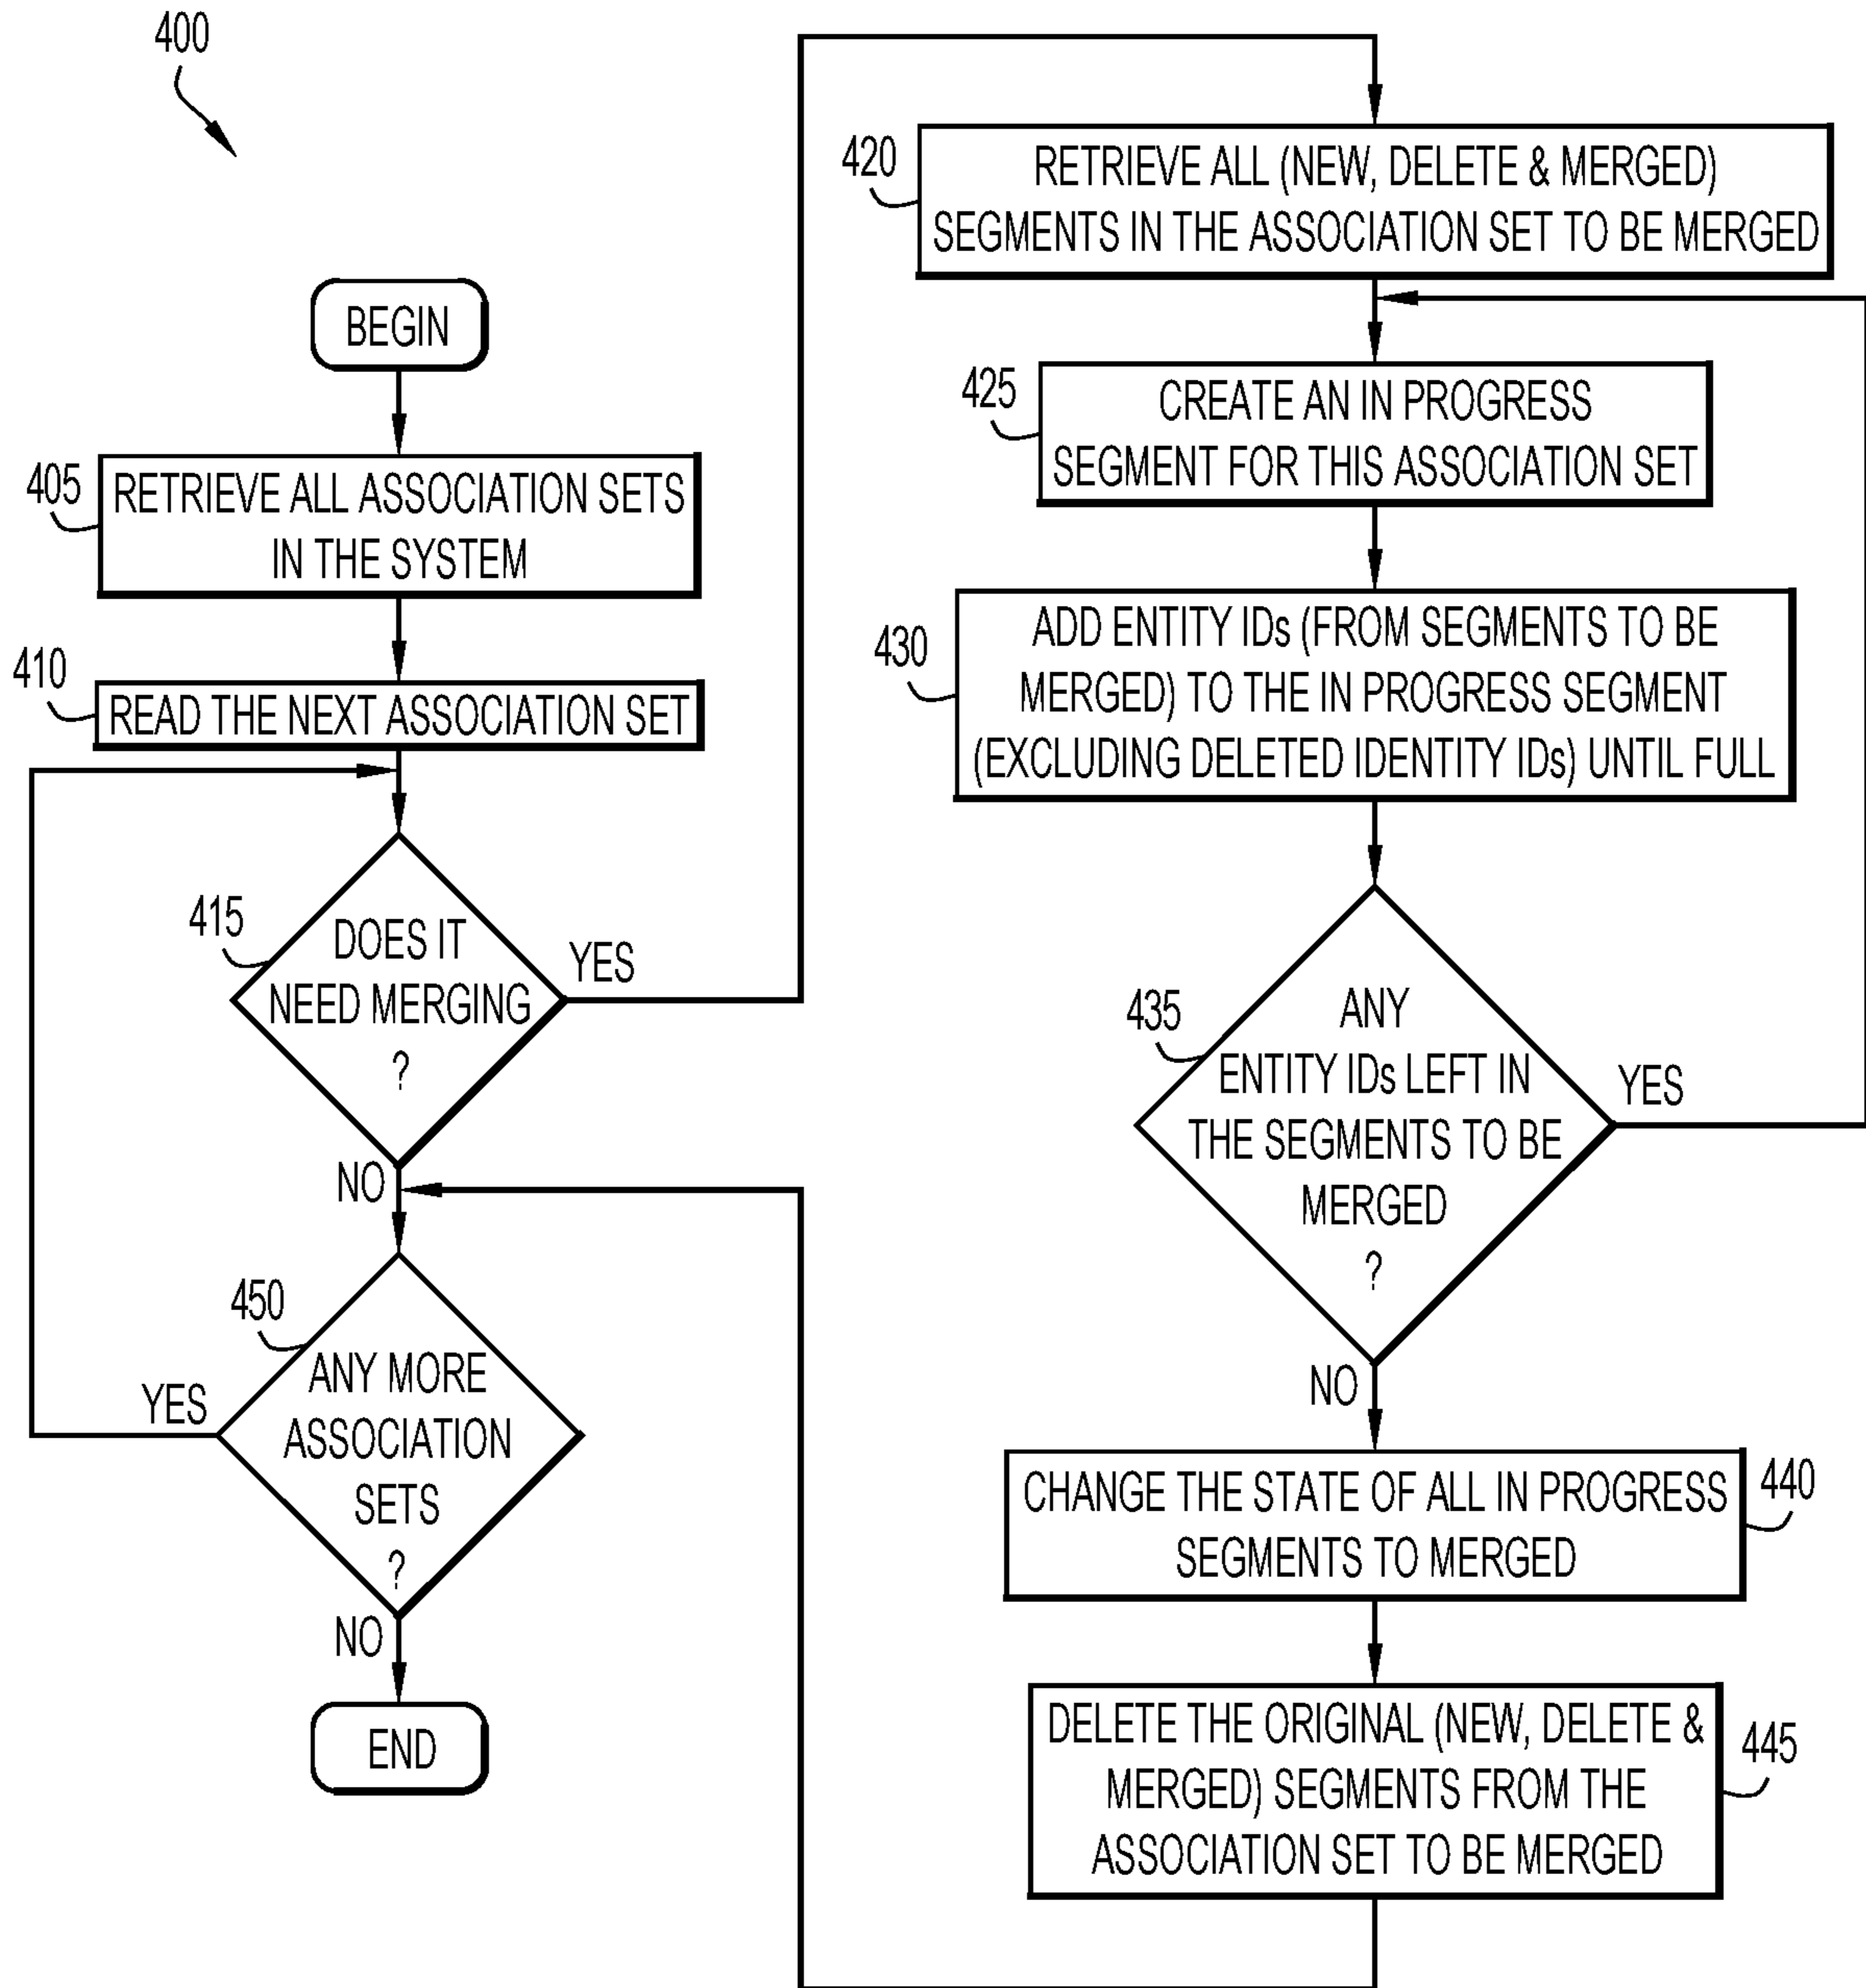 400
BEGIN
405
RETRIEVE ALL ASSOCIATION SETS
IN THE SYSTEM
410
READ THE NEXT ASSOCIATION SET
415
DOES IT
NEED MERGING
?
YES
NO
450
ANY MORE
ASSOCIATION
SETS
?
YES
NO
END
420
RETRIEVE ALL (NEW, DELETE & MERGED)
SEGMENTS IN THE ASSOCIATION SET TO BE MERGED
425
CREATE AN IN PROGRESS
SEGMENT FOR THIS ASSOCIATION SET
430
ADD ENTITY IDs (FROM SEGMENTS TO BE
MERGED) TO THE IN PROGRESS SEGMENT
(EXCLUDING DELETED IDENTITY IDs) UNTIL FULL
435
ANY
ENTITY IDs LEFT IN
THE SEGMENTS TO BE
MERGED
?
YES
NO
CHANGE THE STATE OF ALL IN PROGRESS
SEGMENTS TO MERGED
440
DELETE THE ORIGINAL (NEW, DELETE &
MERGED) SEGMENTS FROM THE
ASSOCIATION SET TO BE MERGED
445